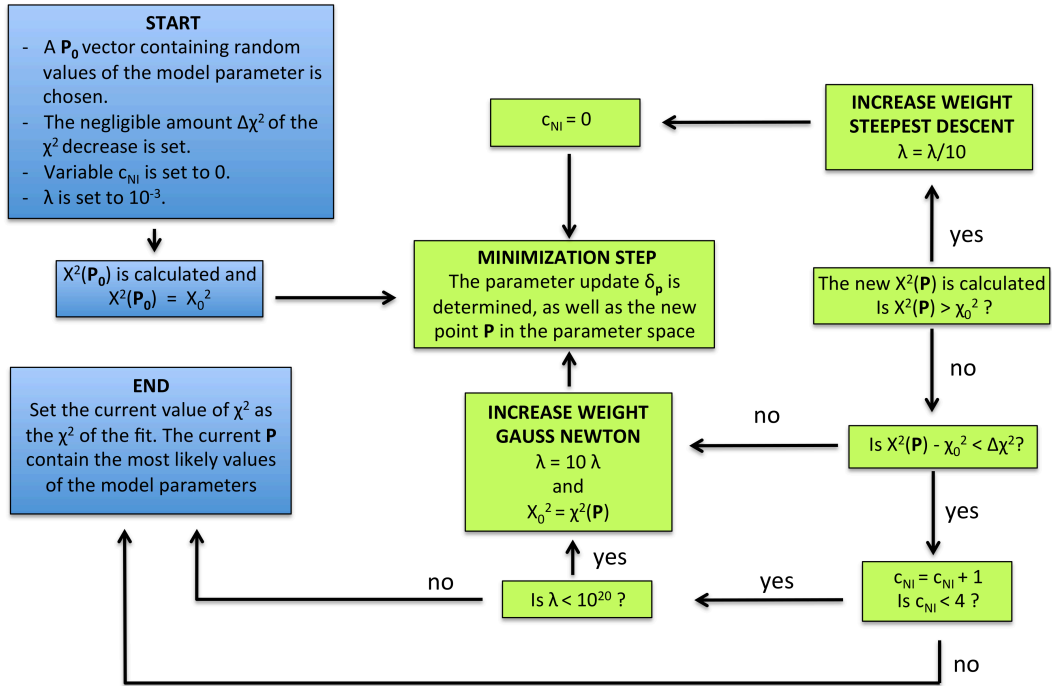 START
- A P₀ vector containing random
values of the model parameter is
chosen.
- The negligible amount Δχ² of the
χ² decrease is set.
- Variable cNI is set to 0.
- λ is set to 10⁻³.
X²(P₀) is calculated and
X²(P₀) = X₀²
END
Set the current value of χ² as
the χ² of the fit. The current P
contain the most likely values
of the model parameters
cNI = 0
MINIMIZATION STEP
The parameter update δp is
determined, as well as the new
point P in the parameter space
INCREASE WEIGHT
GAUSS NEWTON
λ = 10 λ
and
X₀² = χ²(P)
yes
Is λ < 10²⁰ ?
no
INCREASE WEIGHT
STEEPEST DESCENT
λ = λ/10
yes
The new X²(P) is calculated
Is X²(P) > χ₀² ?
no
Is X²(P) - χ₀² < Δχ²?
no
yes
cNI = cNI + 1
Is cNI < 4 ?
yes
no